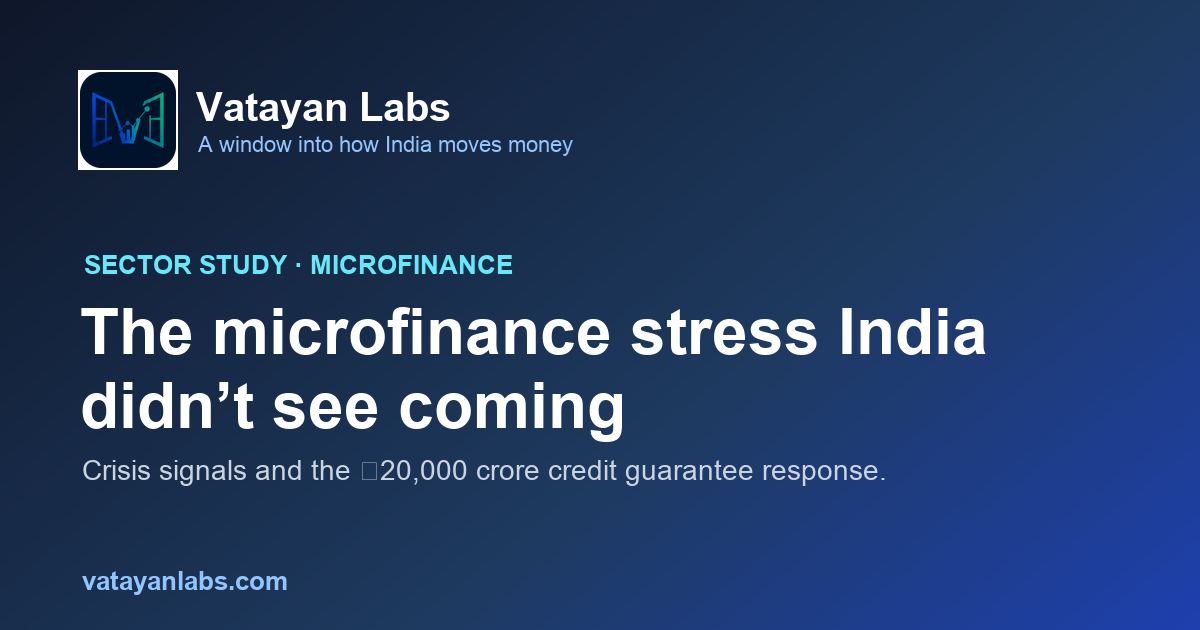 Vatayan Labs
A window into how India moves money
SECTOR STUDY · MICROFINANCE
The microfinance stress India
didn’t see coming
Crisis signals and the □20,000 crore credit guarantee response.
vatayanlabs.com